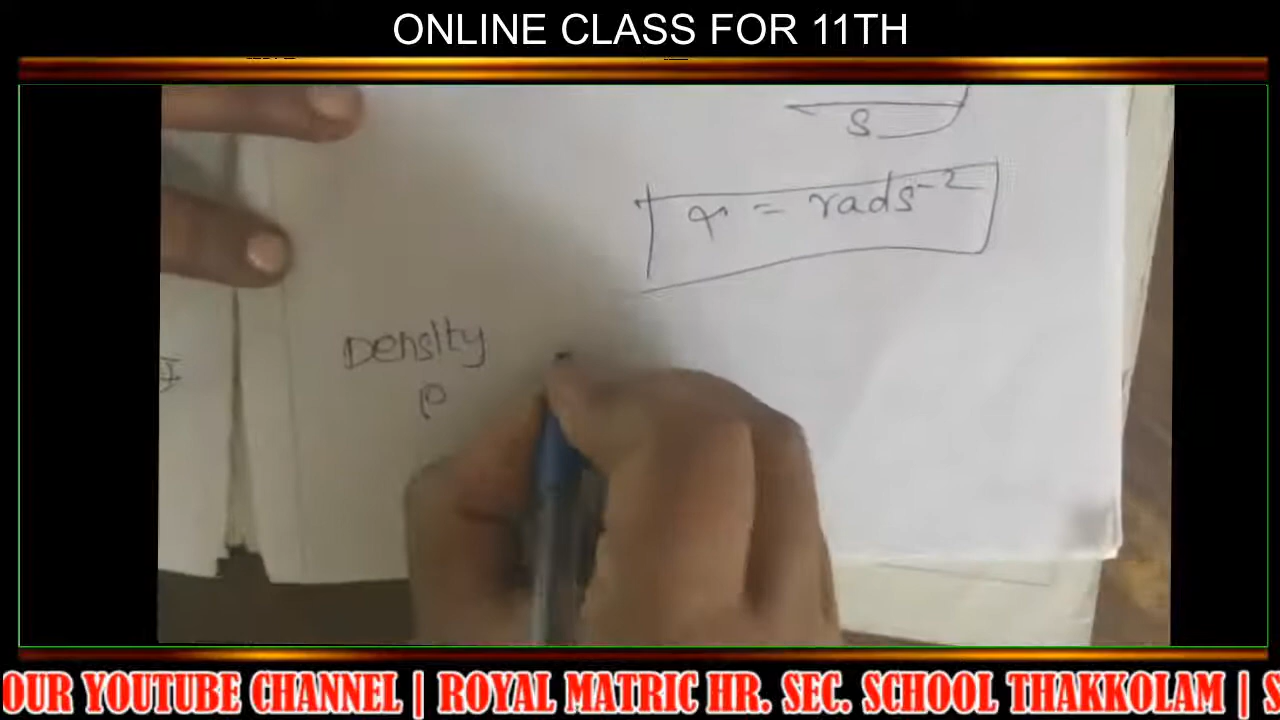 ONLINE CLASS FOR 11TH
S
α = rads⁻²
Density
ρ
OUR YOUTUBE CHANNEL | ROYAL MATRIC HR. SEC. SCHOOL THAKKOLAM | S